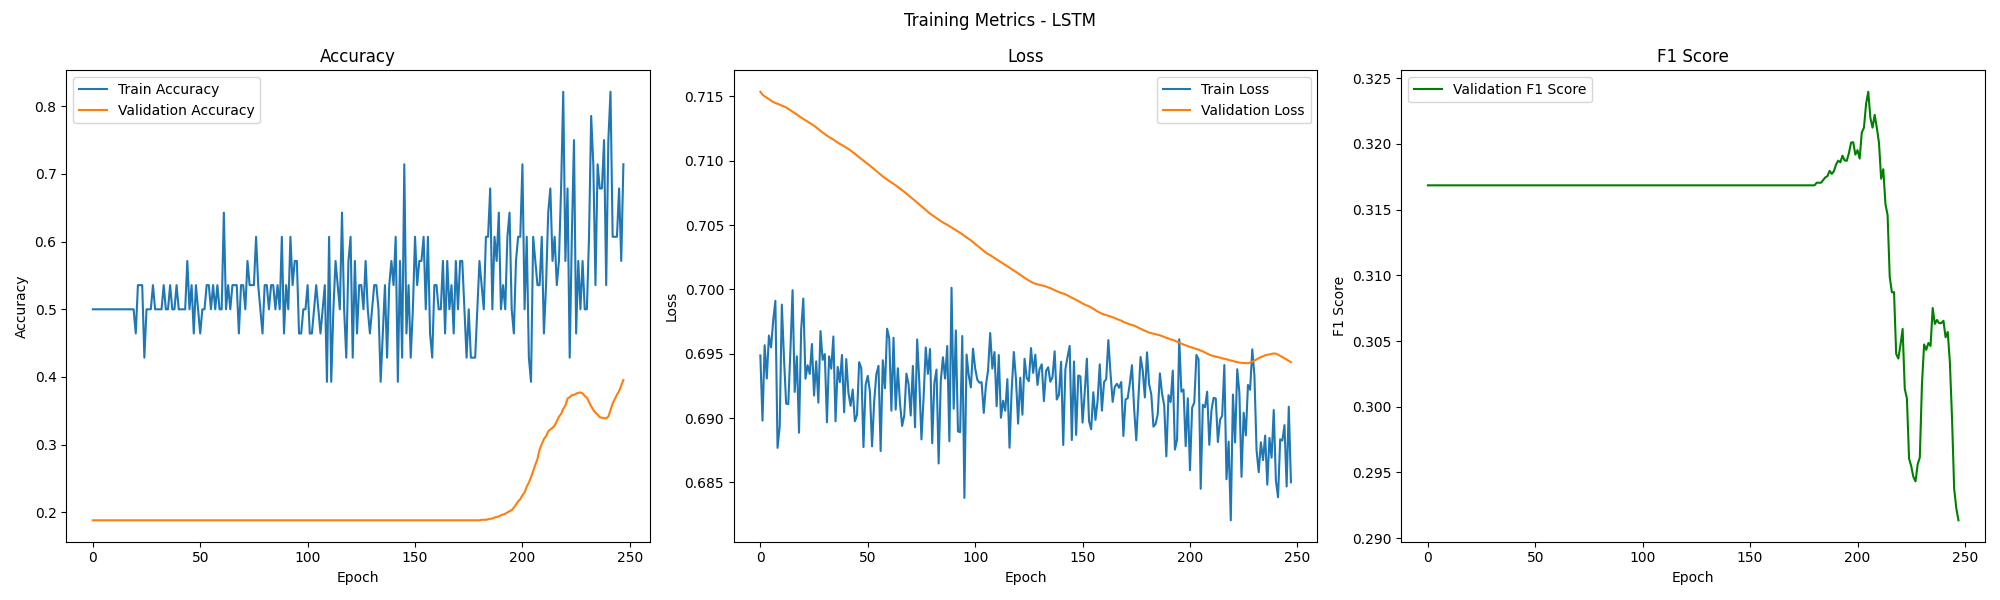 Training Metrics - LSTM
Accuracy
Train Accuracy
Validation Accuracy
0.8
0.7
0.6
0.5
0.4
0.3
0.2
Accuracy
0
50
100
150
200
250
Epoch
Loss
Train Loss
Validation Loss
0.715
0.710
0.705
0.700
0.695
0.690
0.685
Loss
0
50
100
150
200
250
Epoch
F1 Score
Validation F1 Score
0.325
0.320
0.315
0.310
0.305
0.300
0.295
0.290
F1 Score
0
50
100
150
200
250
Epoch